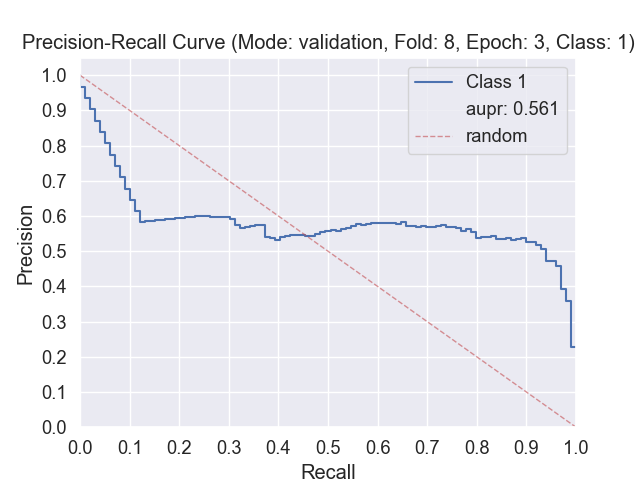 Precision-Recall Curve (Mode: validation, Fold: 8, Epoch: 3, Class: 1)
1.0
0.9
0.8
0.7
0.6
0.5
0.4
0.3
0.2
0.1
0.0
Precision
Class 1
aupr: 0.561
random
0.0 0.1 0.2 0.3 0.4 0.5 0.6 0.7 0.8 0.9 1.0
Recall